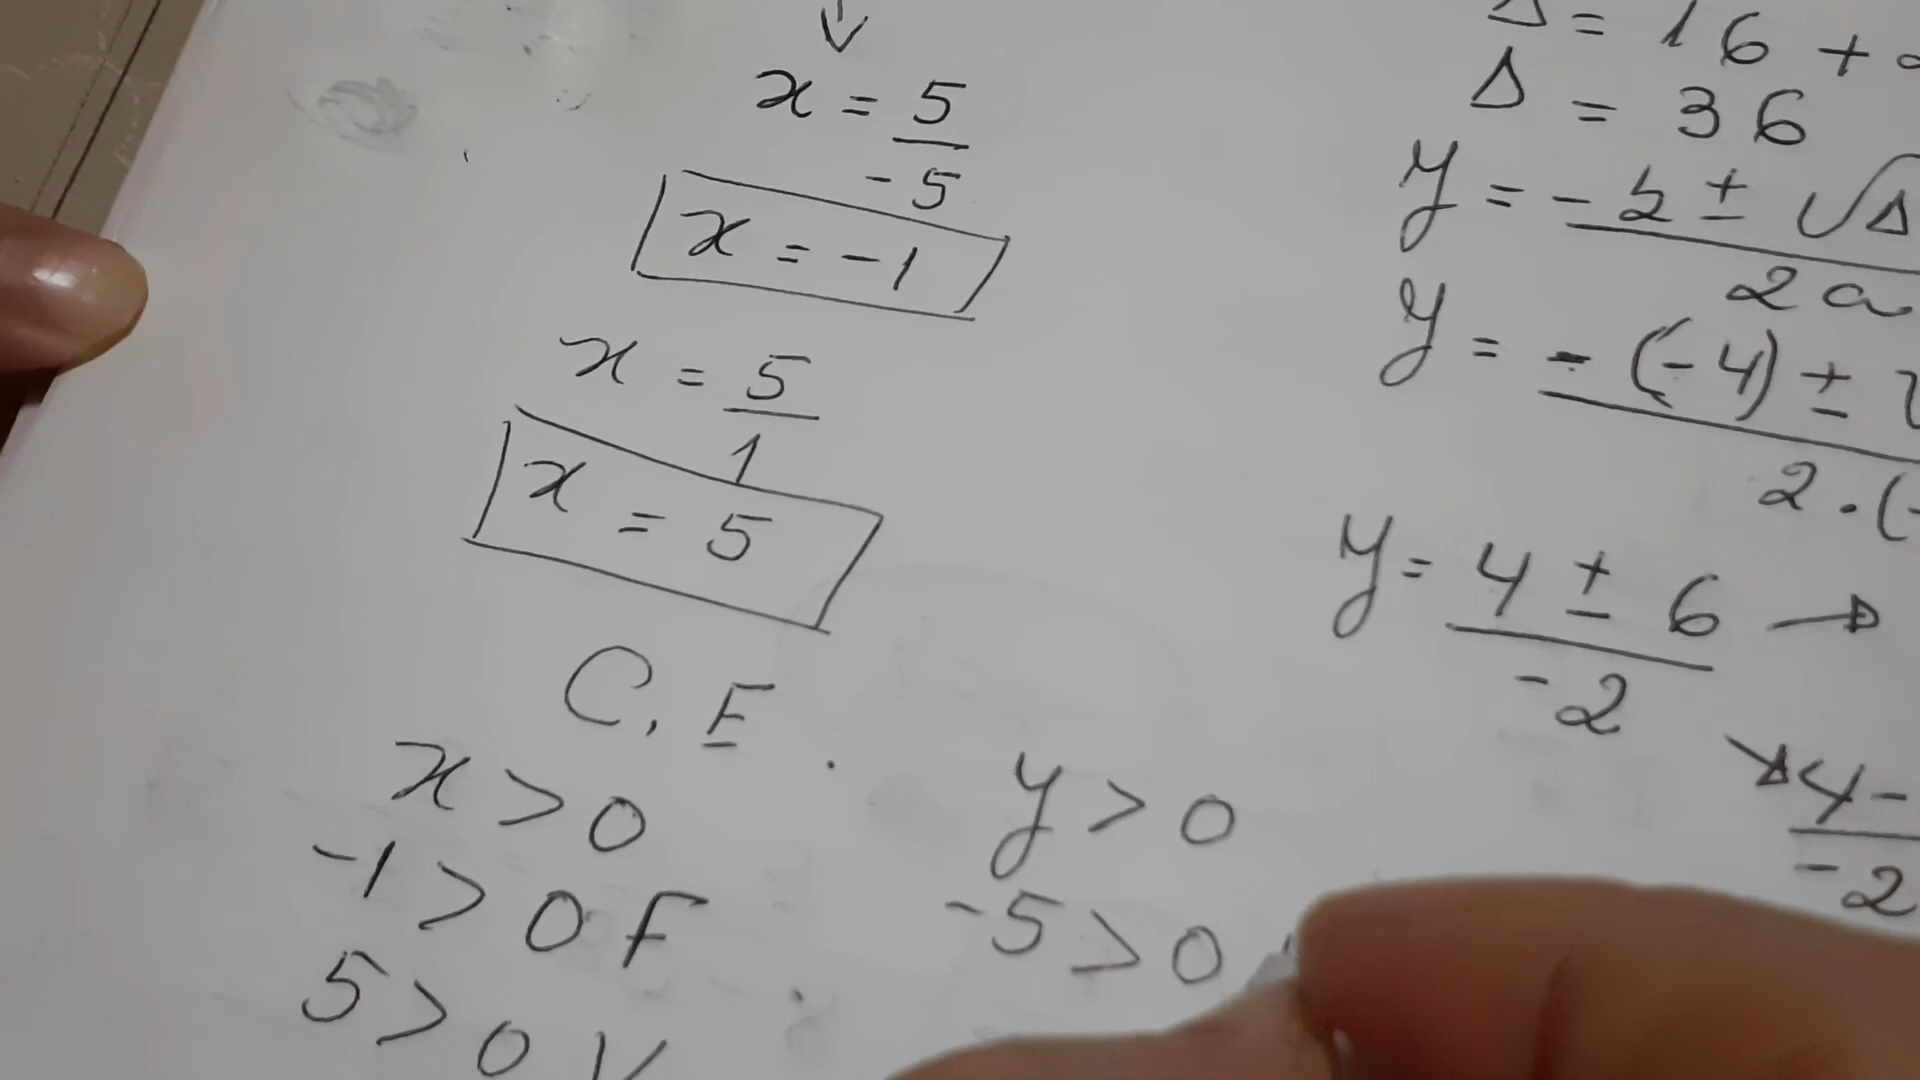 x = 5
-5
x = -1
x = 5
1
x = 5
C.E.
x > 0
-1 > 0 F
5 > 0 V
y > 0
-5 > 0
Δ = 16 +
Δ = 36
y = -b ± √Δ
2a
y = -(-4) ±
2 · (-
y = 4 ± 6 →
-2
4 -
-2